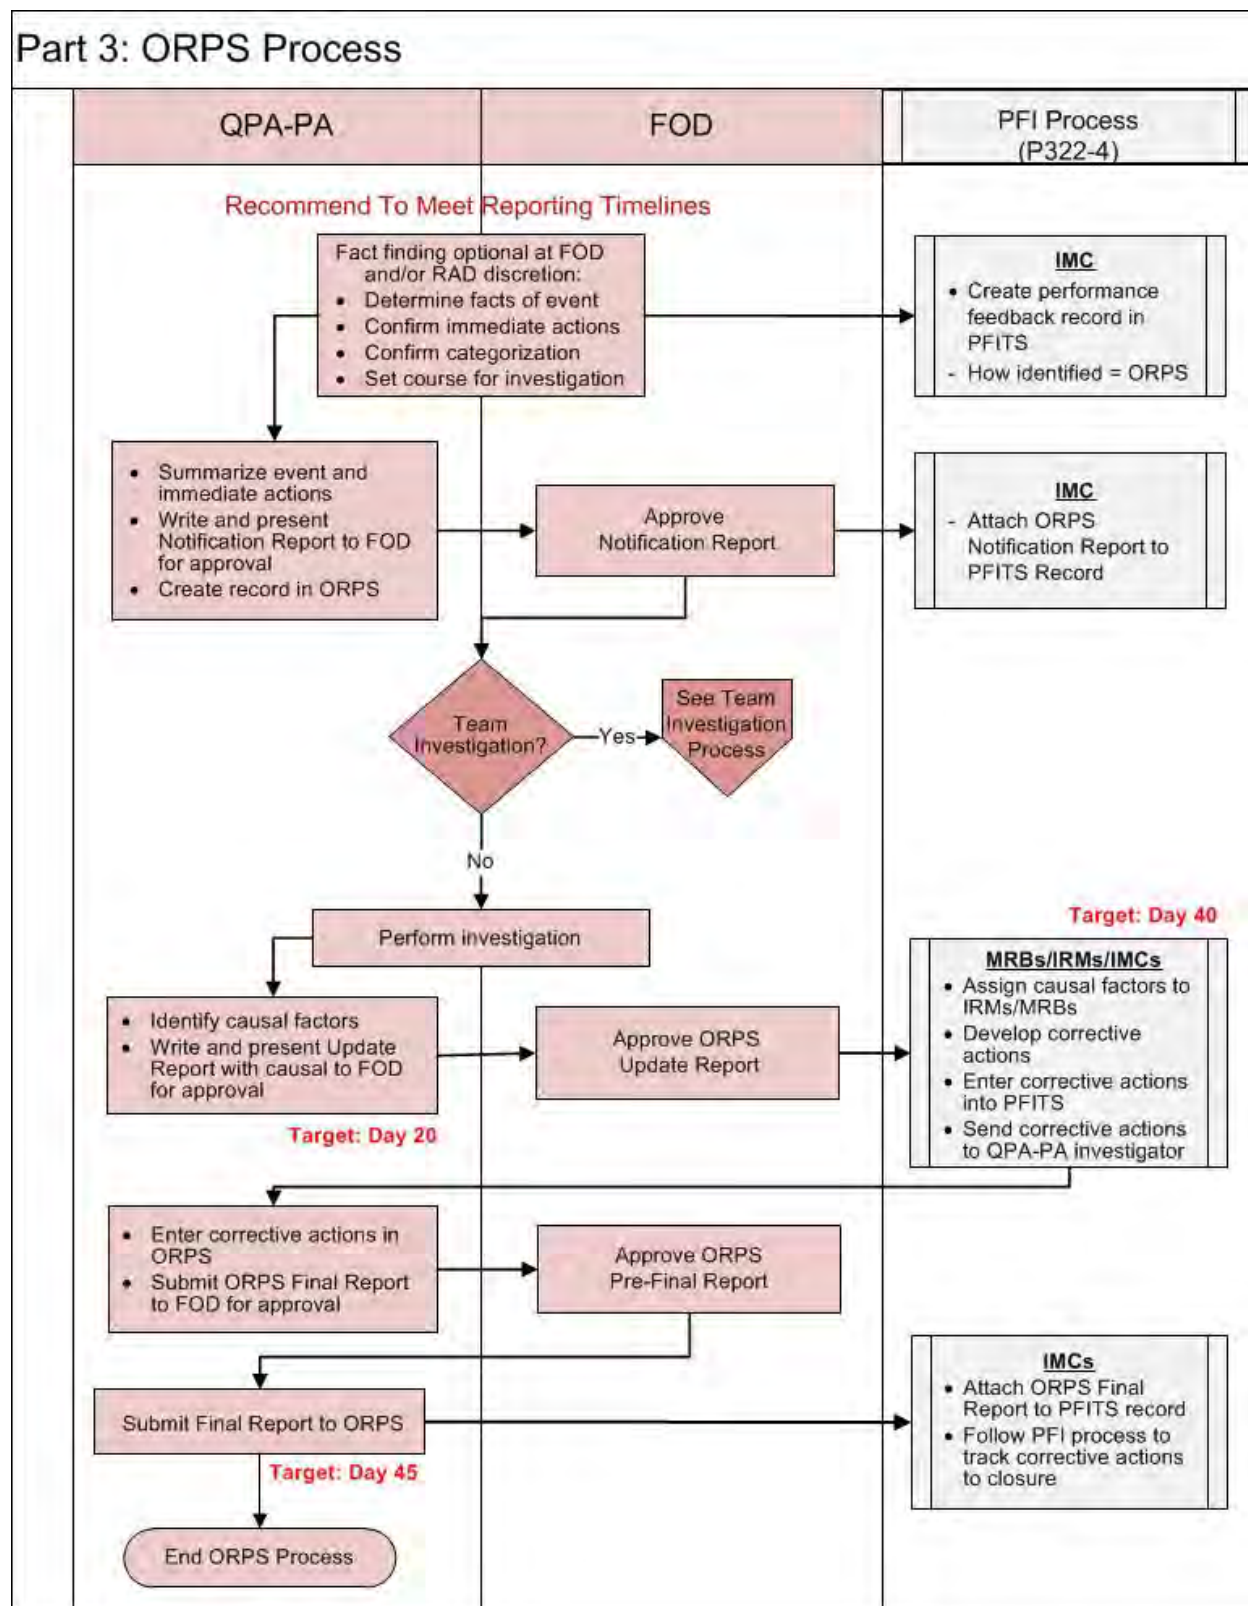 Part 3: ORPS Process
QPA-PA
FOD
PFI Process
(P322-4)
Recommend To Meet Reporting Timelines
Fact finding optional at FOD
and/or RAD discretion:
• Determine facts of event
• Confirm immediate actions
• Confirm categorization
• Set course for investigation
IMC
• Create performance
feedback record in
PFITS
- How identified = ORPS
• Summarize event and
immediate actions
• Write and present
Notification Report to FOD
for approval
• Create record in ORPS
Approve
Notification Report
IMC
- Attach ORPS
Notification Report to
PFITS Record
Team
Investigation?
Yes
See Team
Investigation
Process
No
Perform investigation
Target: Day 40
• Identify causal factors
• Write and present Update
Report with causal to FOD
for approval
Target: Day 20
Approve ORPS
Update Report
MRBs/IRMs/IMCs
• Assign causal factors to
IRMs/MRBs
• Develop corrective
actions
• Enter corrective actions
into PFITS
• Send corrective actions
to QPA-PA investigator
• Enter corrective actions in
ORPS
• Submit ORPS Final Report
to FOD for approval
Approve ORPS
Pre-Final Report
Submit Final Report to ORPS
Target: Day 45
IMCs
• Attach ORPS Final
Report to PFITS record
• Follow PFI process to
track corrective actions
to closure
End ORPS Process